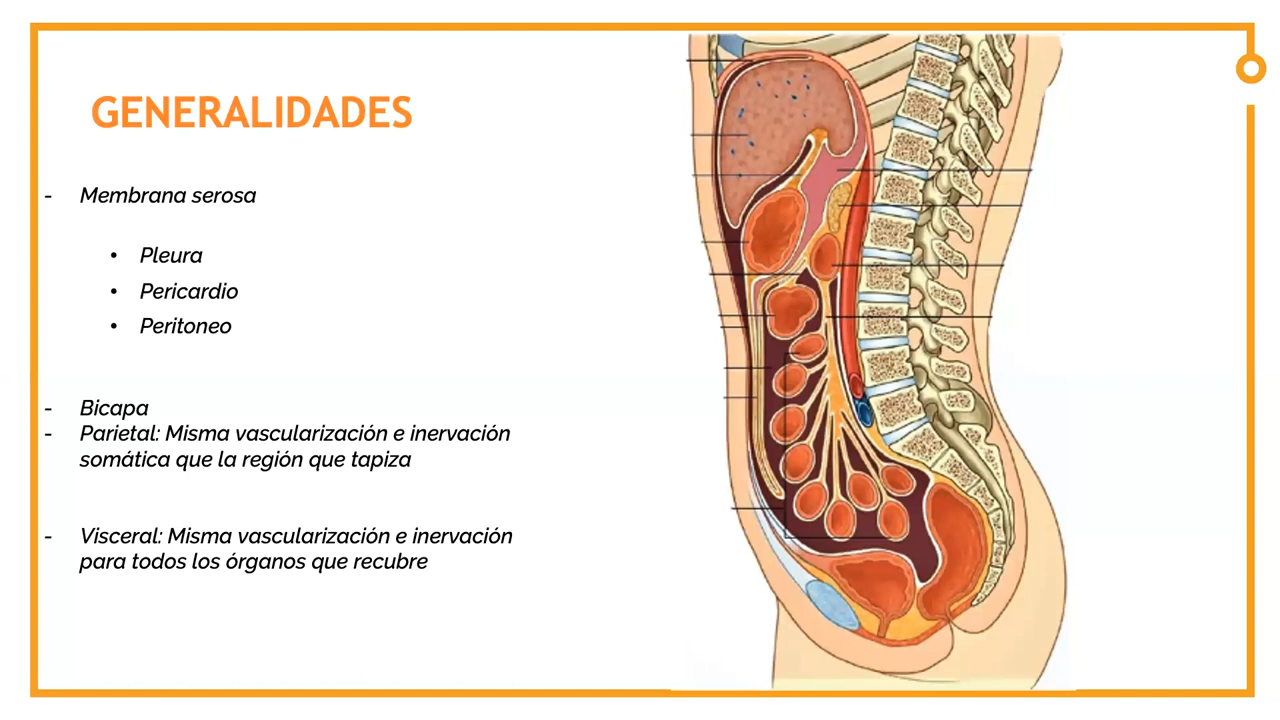 GENERALIDADES
- Membrana serosa
• Pleura
• Pericardio
• Peritoneo
- Bicapa
- Parietal: Misma vascularización e inervación
somática que la región que tapiza
- Visceral: Misma vascularización e inervación
para todos los órganos que recubre